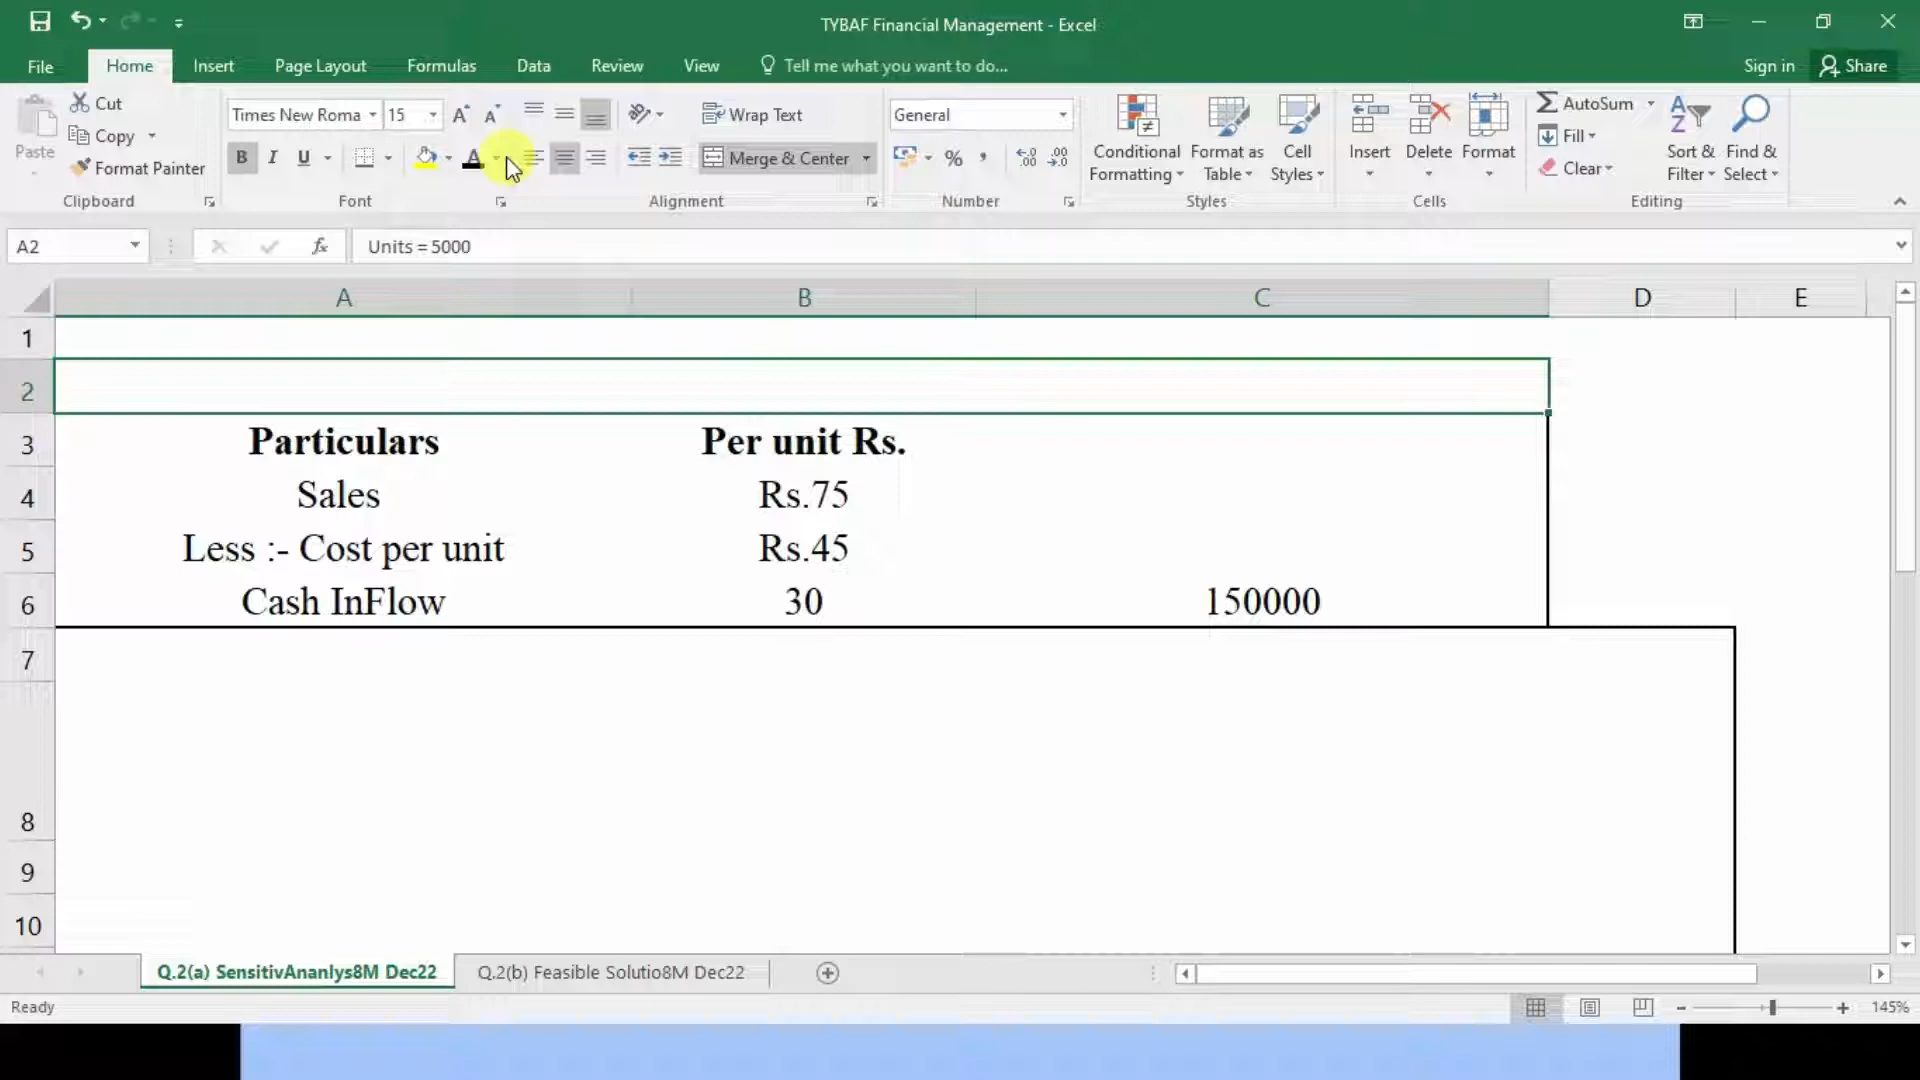 TYBAF Financial Management - Excel
File Home Insert Page Layout Formulas Data Review View Tell me what you want to do... Sign in Share
Paste
Cut
Copy
Format Painter
Clipboard
Times New Roma 15
B I U
Font
Wrap Text
Merge & Center
Alignment
General
%
Number
Conditional Formatting
Format as Table
Cell Styles
Styles
Insert Delete Format
Cells
AutoSum
Fill
Clear
Sort & Filter
Find & Select
Editing
A2 fx Units = 5000
A B C D E
1
2
3 Particulars Per unit Rs.
4 Sales Rs.75
5 Less :- Cost per unit Rs.45
6 Cash InFlow 30 150000
7
8
9
10
Q.2(a) SensitivAnanlys8M Dec22 Q.2(b) Feasible Solutio8M Dec22
Ready 145%